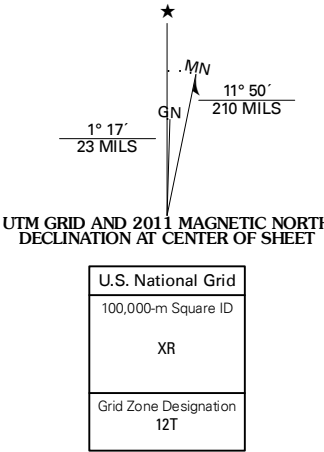 ★
MN
GN
11° 50´
210 MILS
1° 17´
23 MILS
UTM GRID AND 2011 MAGNETIC NORTH
DECLINATION AT CENTER OF SHEET
U.S. National Grid
100,000-m Square ID
XR
Grid Zone Designation
12T